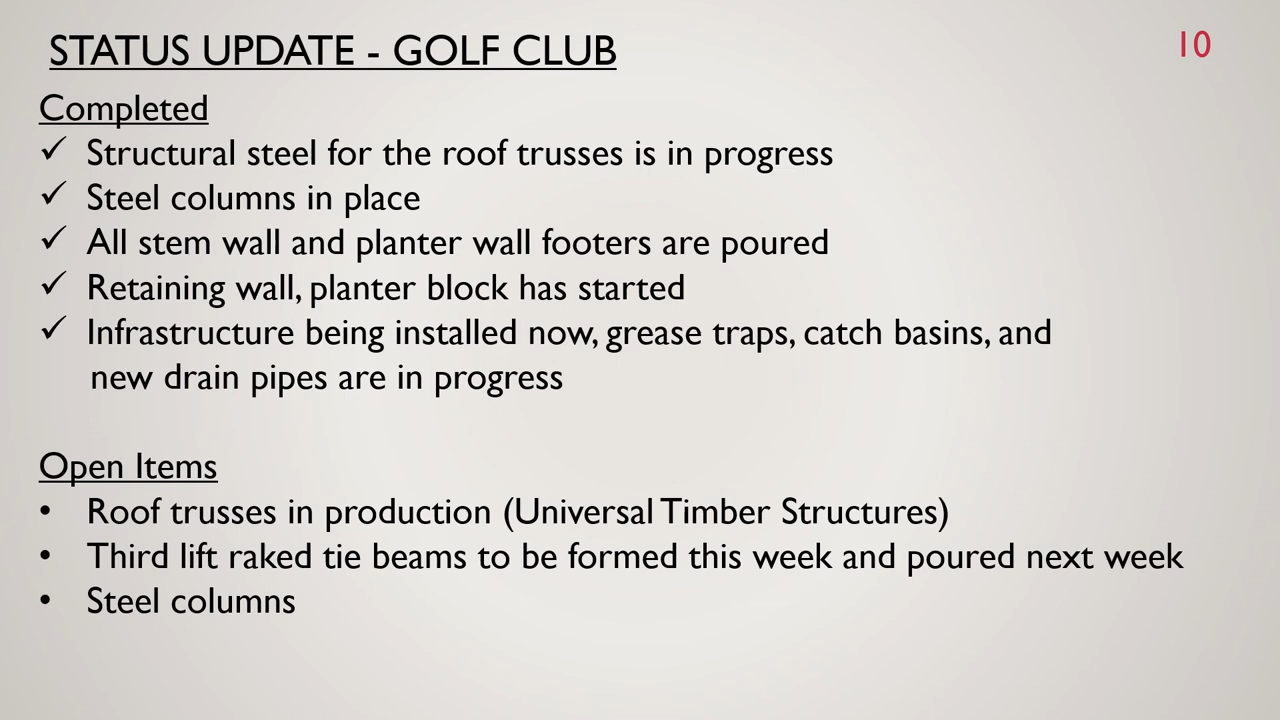 STATUS UPDATE - GOLF CLUB
10
Completed
✓ Structural steel for the roof trusses is in progress
✓ Steel columns in place
✓ All stem wall and planter wall footers are poured
✓ Retaining wall, planter block has started
✓ Infrastructure being installed now, grease traps, catch basins, and
new drain pipes are in progress
Open Items
• Roof trusses in production (Universal Timber Structures)
• Third lift raked tie beams to be formed this week and poured next week
• Steel columns